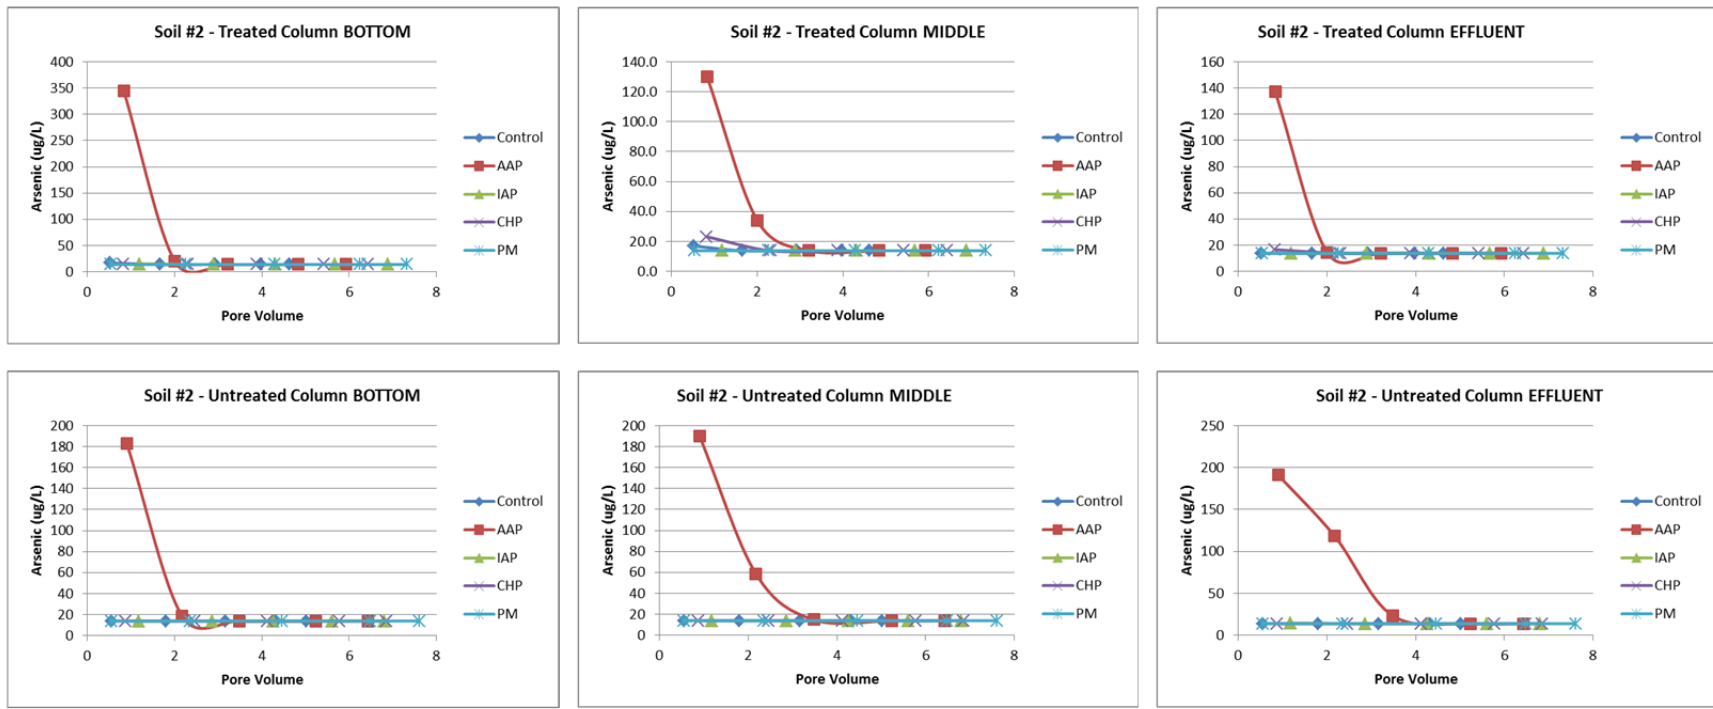 Soil #2 - Treated Column BOTTOM
400
350
300
250
200
150
100
50
0
Arsenic (ug/L)
0 2 4 6 8
Pore Volume
Control
AAP
IAP
CHP
PM
Soil #2 - Treated Column MIDDLE
140.0
120.0
100.0
80.0
60.0
40.0
20.0
0.0
Arsenic (ug/L)
0 2 4 6 8
Pore Volume
Control
AAP
IAP
CHP
PM
Soil #2 - Treated Column EFFLUENT
160
140
120
100
80
60
40
20
0
Arsenic (ug/L)
0 2 4 6 8
Pore Volume
Control
AAP
IAP
CHP
PM
Soil #2 - Untreated Column BOTTOM
200
180
160
140
120
100
80
60
40
20
0
Arsenic (ug/L)
0 2 4 6 8
Pore Volume
Control
AAP
IAP
CHP
PM
Soil #2 - Untreated Column MIDDLE
200
180
160
140
120
100
80
60
40
20
0
Arsenic (ug/L)
0 2 4 6 8
Pore Volume
Control
AAP
IAP
CHP
PM
Soil #2 - Untreated Column EFFLUENT
250
200
150
100
50
0
Arsenic (ug/L)
0 2 4 6 8
Pore Volume
Control
AAP
IAP
CHP
PM